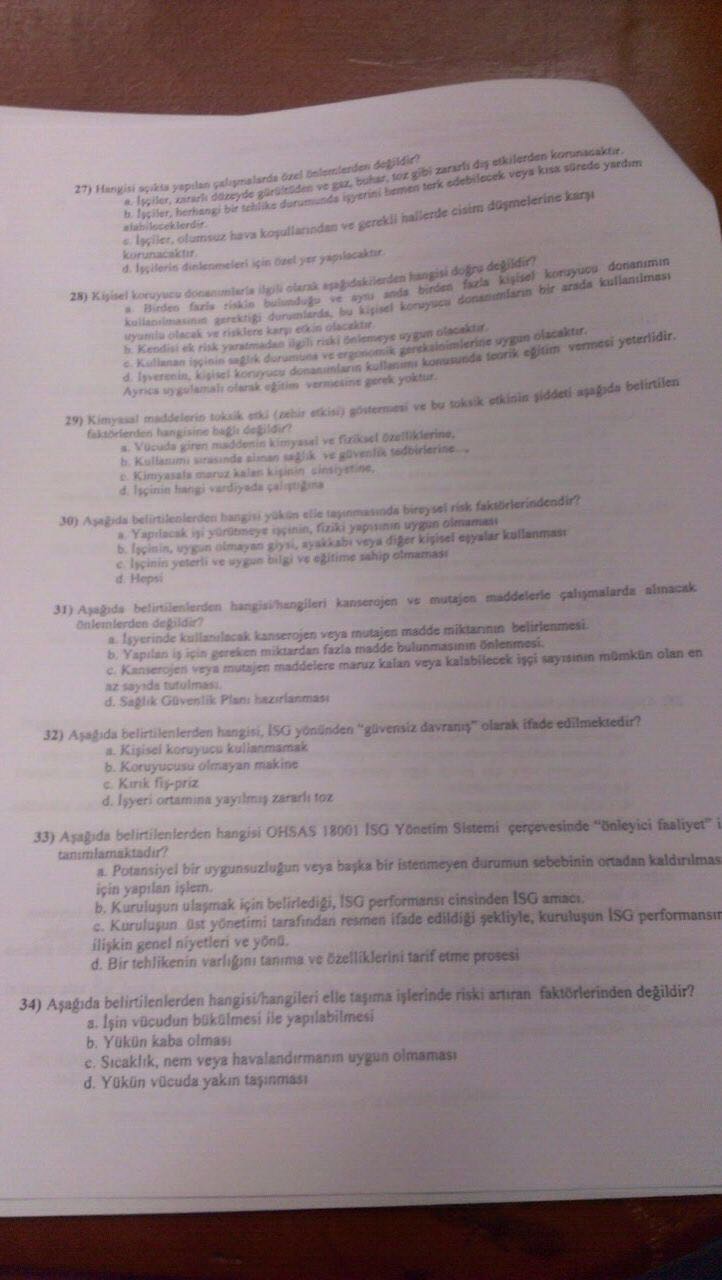 27) Hangisi açıkta yapılan çalışmalarda özel önlemlerden değildir?
a. İşçiler, zararlı düzeyde gürültüden ve gaz, buhar, toz gibi zararlı dış etkilerden korunacaktır.
b. İşçiler, herhangi bir tehlike durumunda işyerini hemen terk edebilecek veya kısa sürede yardım
alabileceklerdir.
c. İşçiler, olumsuz hava koşullarından ve gerekli hallerde cisim düşmelerine karşı
korunacaktır.
d. İşçilerin dinlenmeleri için özel yer yapılacaktır.
28) Kişisel koruyucu donanımlarla ilgili olarak aşağıdakilerden hangisi doğru değildir?
a. Birden fazla riskin bulunduğu ve aynı anda birden fazla kişisel koruyucu donanımın
kullanılmasının gerektiği durumlarda, bu kişisel koruyucu donanımların bir arada kullanılması
uyumlu olacak ve risklere karşı etkin olacaktır.
b. Kendisi ek risk yaratmadan ilgili riski önlemeye uygun olacaktır.
c. Kullanan işçinin sağlık durumuna ve ergonomik gereksinimlerine uygun olacaktır.
d. İşverenin, kişisel koruyucu donanımların kullanımı konusunda teorik eğitim vermesi yeterlidir.
Ayrıca uygulamalı olarak eğitim vermesine gerek yoktur.
29) Kimyasal maddelerin toksik etki (zehir etkisi) göstermesi ve bu toksik etkinin şiddeti aşağıda belirtilen
faktörlerden hangisine bağlı değildir?
a. Vücuda giren maddenin kimyasal ve fiziksel özelliklerine,
b. Kullanımı sırasında alınan sağlık ve güvenlik tedbirlerine,
c. Kimyasala maruz kalan kişinin cinsiyetine,
d. İşçinin hangi vardiyada çalıştığına
30) Aşağıda belirtilenlerden hangisi yükün elle taşınmasında bireysel risk faktörlerindendir?
a. Yapılacak işi yürütmeye işçinin, fiziki yapısının uygun olmaması
b. İşçinin, uygun olmayan giysi, ayakkabı veya diğer kişisel eşyalar kullanması
c. İşçinin yeterli ve uygun bilgi ve eğitime sahip olmaması
d. Hepsi
31) Aşağıda belirtilenlerden hangisi/hangileri kanserojen ve mutajen maddelerle çalışmalarda alınacak
önlemlerden değildir?
a. İşyerinde kullanılacak kanserojen veya mutajen madde miktarının belirlenmesi.
b. Yapılan iş için gereken miktardan fazla madde bulunmasının önlenmesi.
c. Kanserojen veya mutajen maddelere maruz kalan veya kalabilecek işçi sayısının mümkün olan en
az sayıda tutulması.
d. Sağlık Güvenlik Planı hazırlanması
32) Aşağıda belirtilenlerden hangisi, İSG yönünden "güvensiz davranış" olarak ifade edilmektedir?
a. Kişisel koruyucu kullanmamak
b. Koruyucusu olmayan makine
c. Kırık fiş-priz
d. İşyeri ortamına yayılmış zararlı toz
33) Aşağıda belirtilenlerden hangisi OHSAS 18001 İSG Yönetim Sistemi çerçevesinde "önleyici faaliyet" i
tanımlamaktadır?
a. Potansiyel bir uygunsuzluğun veya başka bir istenmeyen durumun sebebinin ortadan kaldırılmas
için yapılan işlem.
b. Kuruluşun ulaşmak için belirlediği, İSG performansı cinsinden İSG amacı.
c. Kuruluşun üst yönetimi tarafından resmen ifade edildiği şekliyle, kuruluşun İSG performansın
ilişkin genel niyetleri ve yönü.
d. Bir tehlikenin varlığını tanıma ve özelliklerini tarif etme prosesi
34) Aşağıda belirtilenlerden hangisi/hangileri elle taşıma işlerinde riski artıran faktörlerinden değildir?
a. İşin vücudun bükülmesi ile yapılabilmesi
b. Yükün kaba olması
c. Sıcaklık, nem veya havalandırmanın uygun olmaması
d. Yükün vücuda yakın taşınması